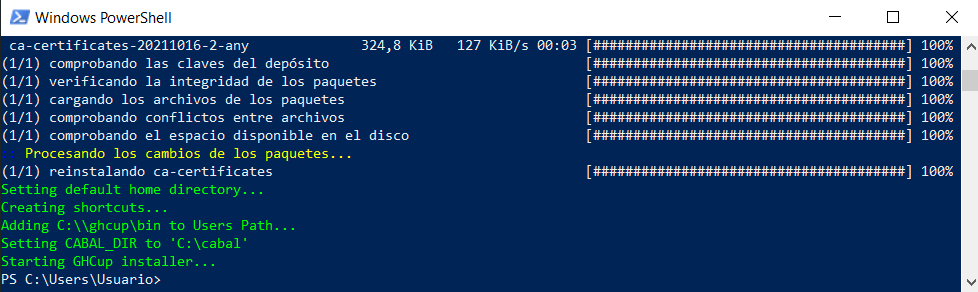 Windows PowerShell
ca-certificates-20211016-2-any 324,8 KiB 127 KiB/s 00:03 [#######################################] 100%
(1/1) comprobando las claves del depósito [#######################################] 100%
(1/1) verificando la integridad de los paquetes [#######################################] 100%
(1/1) cargando los archivos de los paquetes [#######################################] 100%
(1/1) comprobando conflictos entre archivos [#######################################] 100%
(1/1) comprobando el espacio disponible en el disco [#######################################] 100%
:: Procesando los cambios de los paquetes...
(1/1) reinstalando ca-certificates [#######################################] 100%
Setting default home directory...
Creating shortcuts...
Adding C:\\ghcup\bin to Users Path...
Setting CABAL_DIR to 'C:\cabal'
Starting GHCup installer...
PS C:\Users\Usuario>